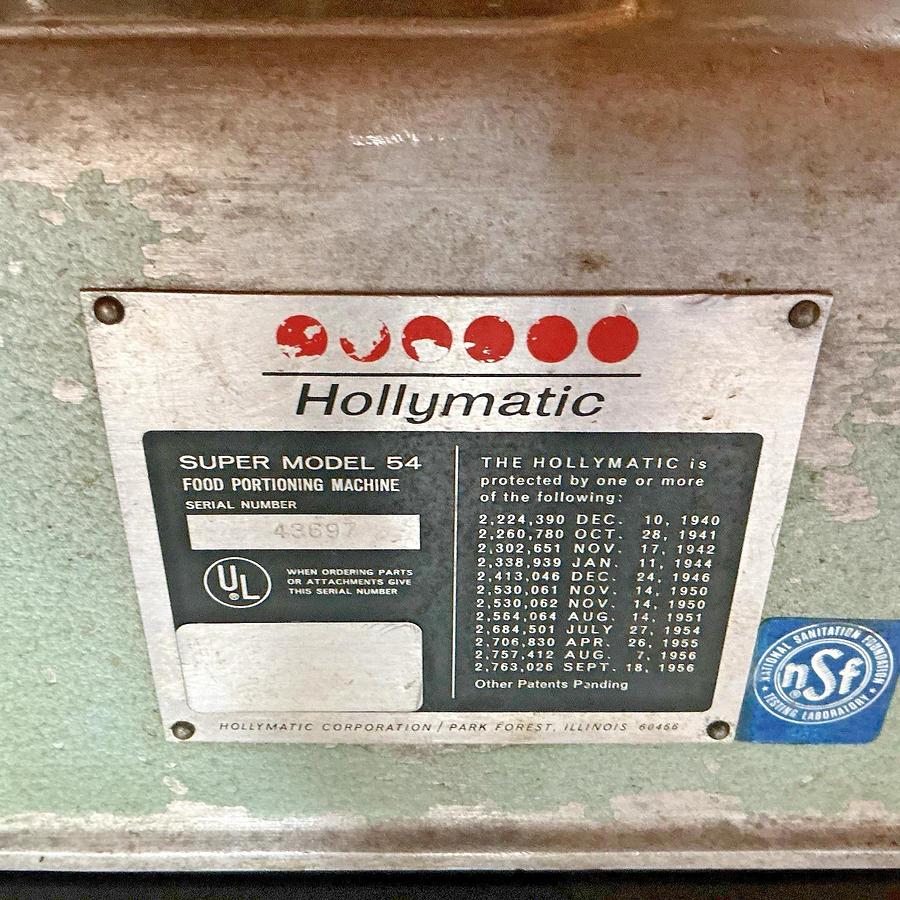 Hollymatic
SUPER MODEL 54
FOOD PORTIONING MACHINE
SERIAL NUMBER
43697
UL
WHEN ORDERING PARTS
OR ATTACHMENTS GIVE
THIS SERIAL NUMBER
THE HOLLYMATIC is
protected by one or more
of the following:
2,224,390 DEC. 10, 1940
2,260,780 OCT. 28, 1941
2,302,651 NOV. 17, 1942
2,338,939 JAN. 11, 1944
2,413,046 DEC. 24, 1946
2,530,061 NOV. 14, 1950
2,530,062 NOV. 14, 1950
2,564,064 AUG. 14, 1951
2,684,501 JULY 27, 1954
2,706,830 APR. 26, 1955
2,757,412 AUG. 7, 1956
2,763,026 SEPT. 18, 1956
Other Patents Pending
HOLLYMATIC CORPORATION / PARK FOREST, ILLINOIS 60466
NATIONAL SANITATION FOUNDATION
nsf
®
TESTING LABORATORY